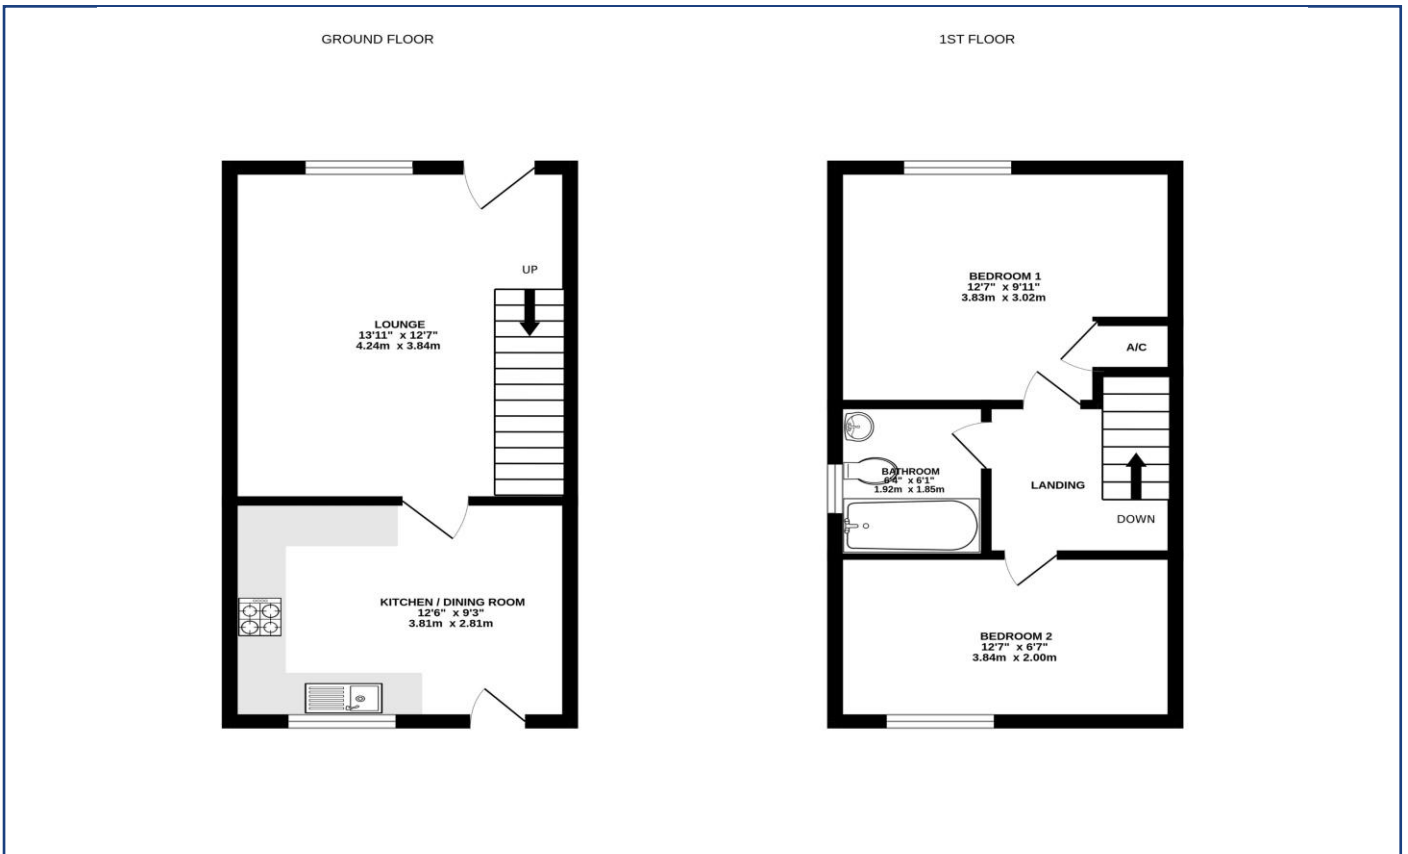 GROUND FLOOR
UP
LOUNGE
13'11" x 12'7"
4.24m x 3.84m
KITCHEN / DINING ROOM
12'6" x 9'3"
3.81m x 2.81m
1ST FLOOR
BEDROOM 1
12'7" x 9'11"
3.83m x 3.02m
A/C
BATHROOM
6'4" x 6'1"
1.92m x 1.85m
LANDING
DOWN
BEDROOM 2
12'7" x 6'7"
3.84m x 2.00m